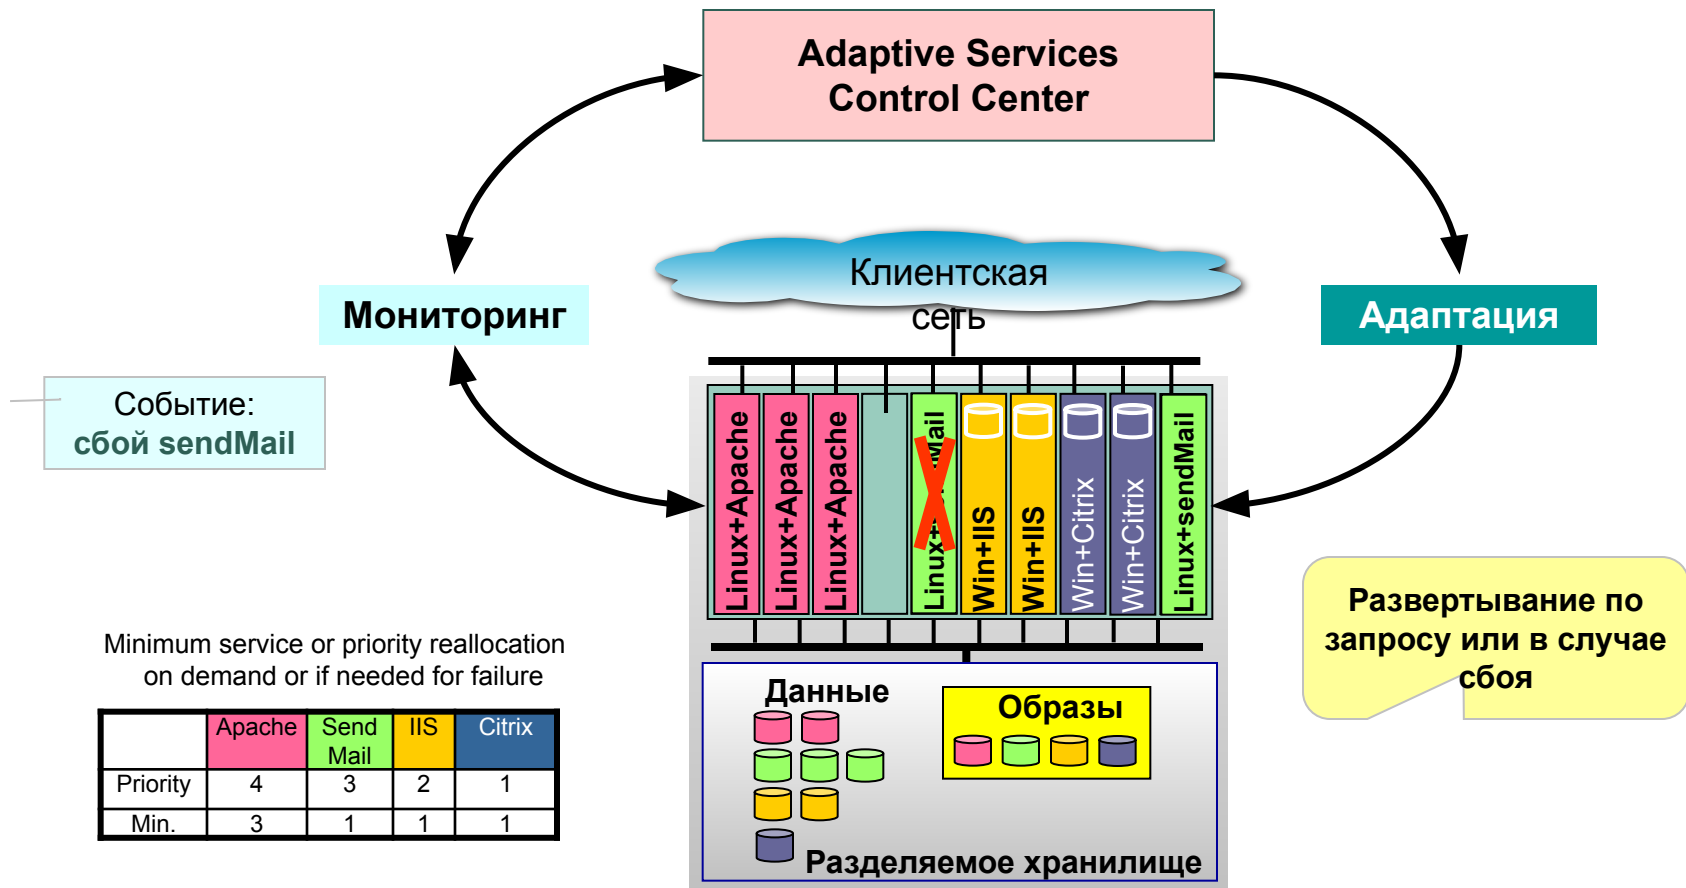 Adaptive Services
Control Center
Клиентская
сеть
Мониторинг
Адаптация
Событие:
сбой sendMail
Linux+Apache
Linux+Apache
Linux+Apache
Win+IIS
Win+IIS
Win+Citrix
Win+Citrix
Linux+sendMail
Развертывание по
запросу или в случае
сбоя
Minimum service or priority reallocation
on demand or if needed for failure
Apache Send IIS Citrix
Mail
Priority 4 3 2 1
Min. 3 1 1 1
Данные
Образы
Разделяемое хранилище